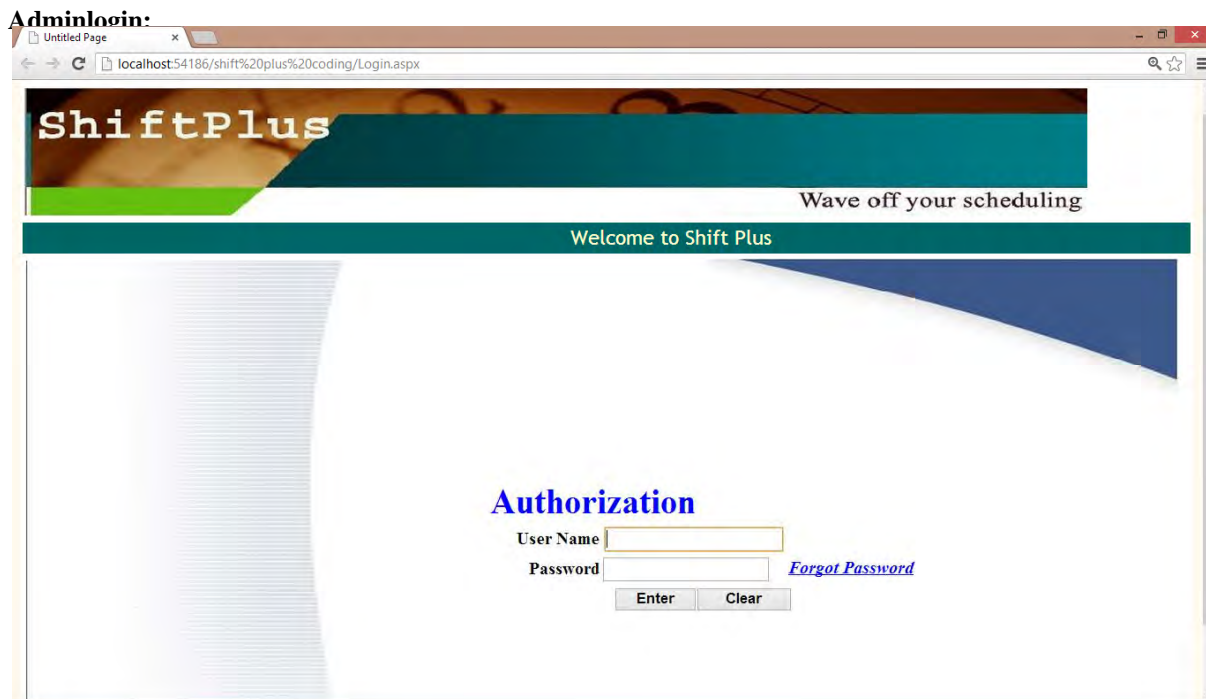 Adminlogin:
Untitled Page
localhost:54186/shift%20plus%20coding/Login.aspx
ShiftPlus
Wave off your scheduling
Welcome to Shift Plus
Authorization
User Name
Password Forgot Password
Enter Clear